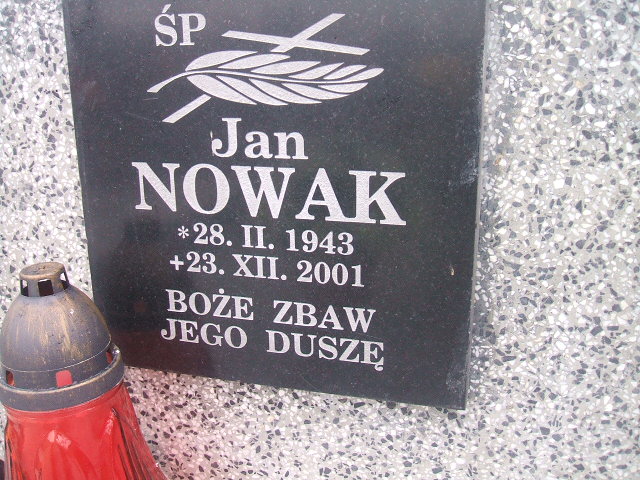 ŚP
Jan
NOWAK
*28. II. 1943
+23. XII. 2001
BOŻE ZBAW
JEGO DUSZĘ